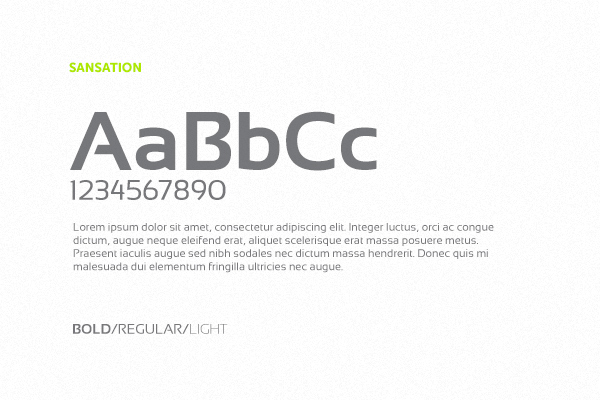 SANSATION
AaBbCc
1234567890
Lorem ipsum dolor sit amet, consectetur adipiscing elit. Integer luctus, orci ac congue
dictum, augue neque eleifend erat, aliquet scelerisque erat massa posuere metus.
Praesent iaculis augue sed nibh sodales nec dictum massa hendrerit. Donec quis mi
malesuada dui elementum fringilla ultricies nec augue.
BOLD/REGULAR/LIGHT